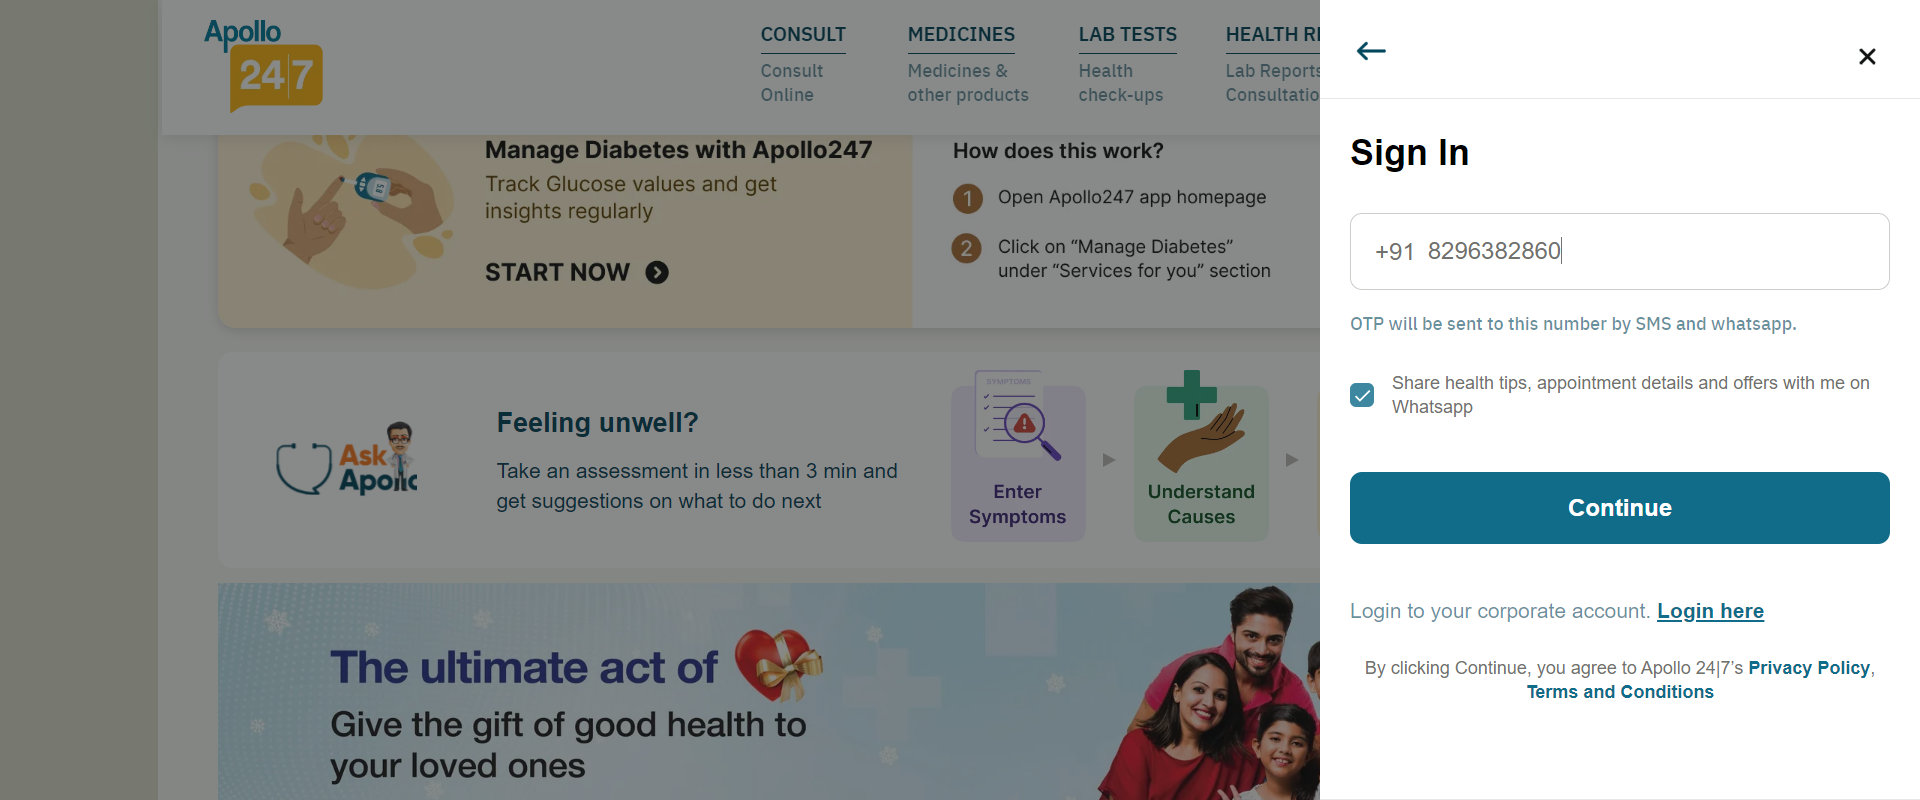 Apollo
24|7
CONSULT
Consult
Online
MEDICINES
Medicines &
other products
LAB TESTS
Health
check-ups
HEALTH
Lab Reports
Manage Diabetes with Apollo247
Track Glucose values and get
insights regularly
START NOW
How does this work?
1 Open Apollo247 app homepage
2 Click on “Manage Diabetes”
under “Services for you” section
Ask
Apollo
Feeling unwell?
Take an assessment in less than 3 min and
get suggestions on what to do next
SYMPTOMS
Enter
Symptoms
Understand
Causes
The ultimate act of
Give the gift of good health to
your loved ones
Sign In
+91 8296382860
OTP will be sent to this number by SMS and whatsapp.
Share health tips, appointment details and offers with me on
Whatsapp
Continue
Login to your corporate account. Login here
By clicking Continue, you agree to Apollo 24|7’s Privacy Policy,
Terms and Conditions